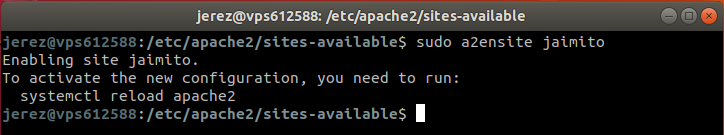 jerez@vps612588: /etc/apache2/sites-available
jerez@vps612588:/etc/apache2/sites-available$ sudo a2ensite jaimito
Enabling site jaimito.
To activate the new configuration, you need to run:
  systemctl reload apache2
jerez@vps612588:/etc/apache2/sites-available$